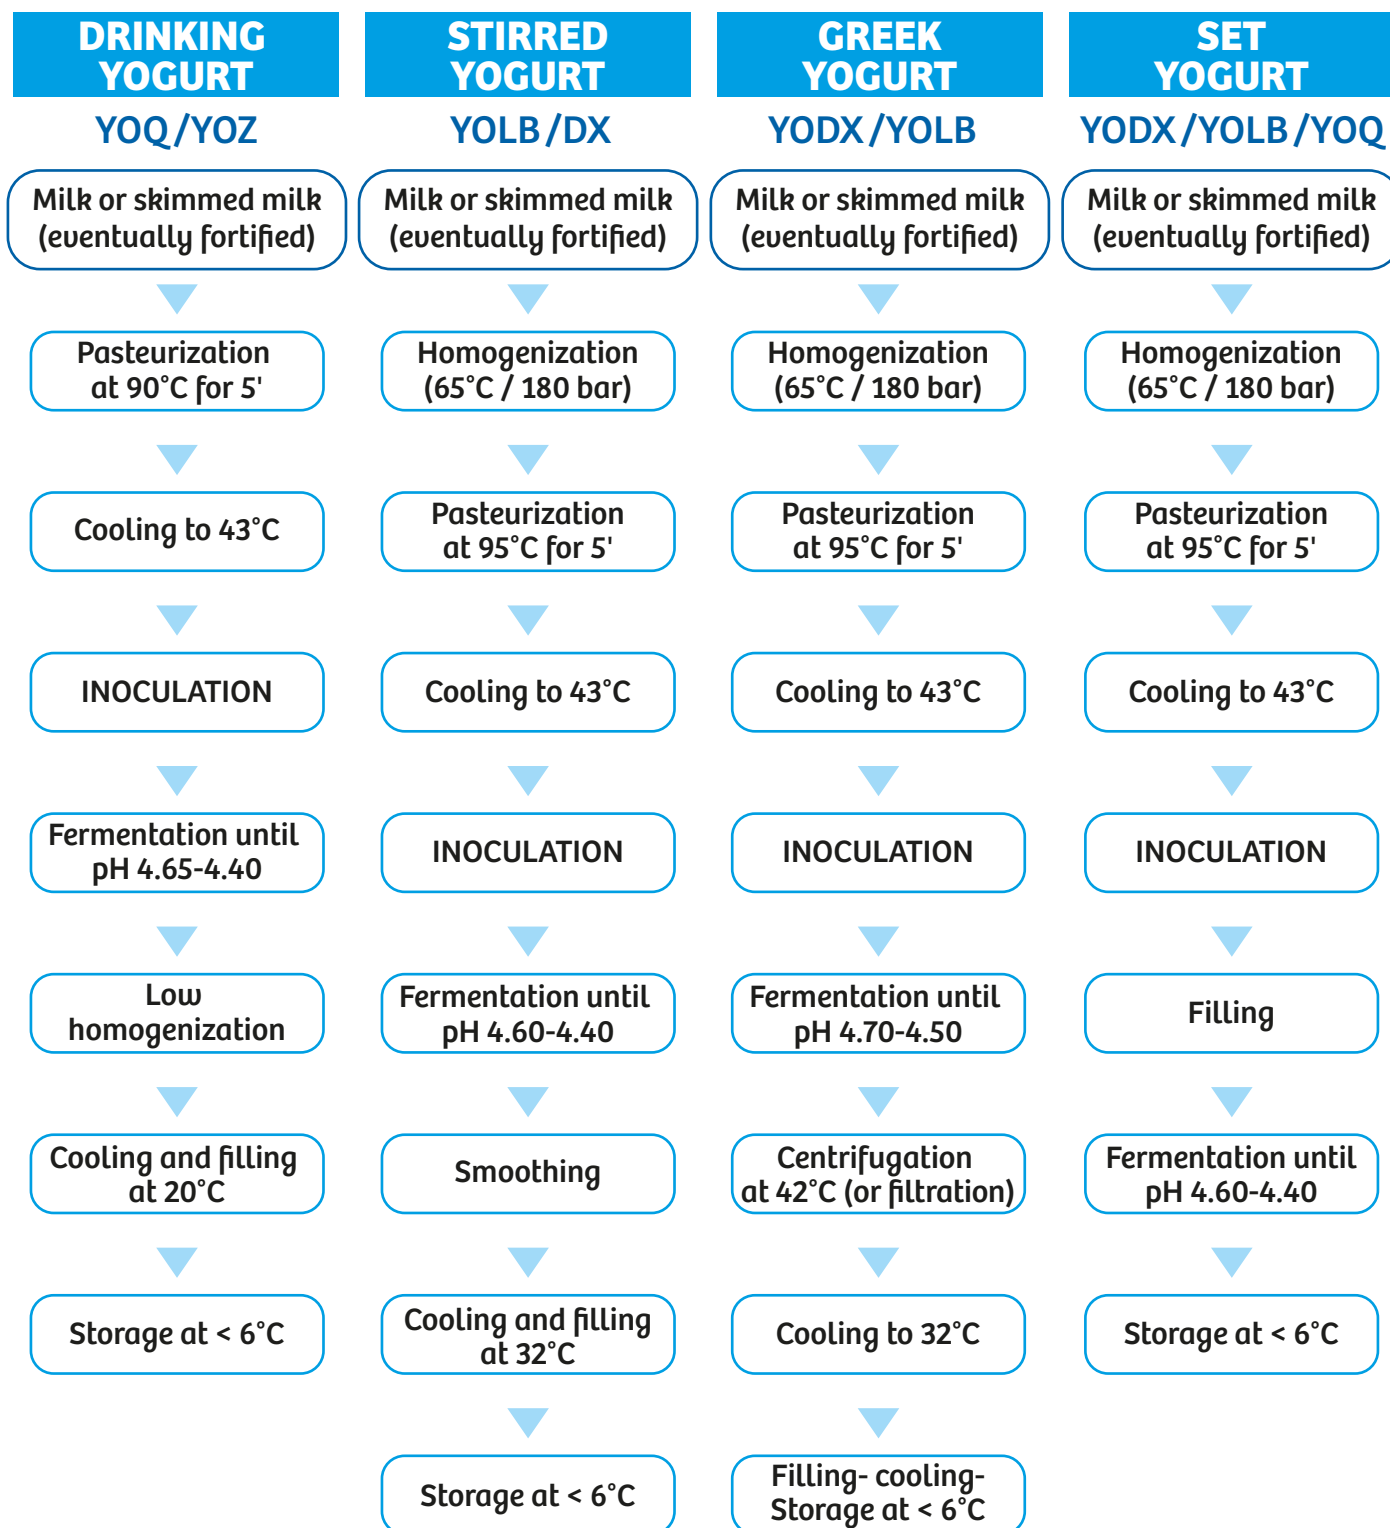 DRINKING
YOGURT
YOQ/YOZ
Milk or skimmed milk
(eventually fortified)
Pasteurization
at 90°C for 5'
Cooling to 43°C
INOCULATION
Fermentation until
pH 4.65-4.40
Low
homogenization
Cooling and filling
at 20°C
Storage at < 6°C
STIRRED
YOGURT
YOLB/DX
Milk or skimmed milk
(eventually fortified)
Homogenization
(65°C / 180 bar)
Pasteurization
at 95°C for 5'
Cooling to 43°C
INOCULATION
Fermentation until
pH 4.60-4.40
Smoothing
Cooling and filling
at 32°C
Storage at < 6°C
GREEK
YOGURT
YODX/YOLB
Milk or skimmed milk
(eventually fortified)
Homogenization
(65°C / 180 bar)
Pasteurization
at 95°C for 5'
Cooling to 43°C
INOCULATION
Fermentation until
pH 4.70-4.50
Centrifugation
at 42°C (or filtration)
Cooling to 32°C
Filling- cooling-
Storage at < 6°C
SET
YOGURT
YODX/YOLB/YOQ
Milk or skimmed milk
(eventually fortified)
Homogenization
(65°C / 180 bar)
Pasteurization
at 95°C for 5'
Cooling to 43°C
INOCULATION
Filling
Fermentation until
pH 4.60-4.40
Storage at < 6°C